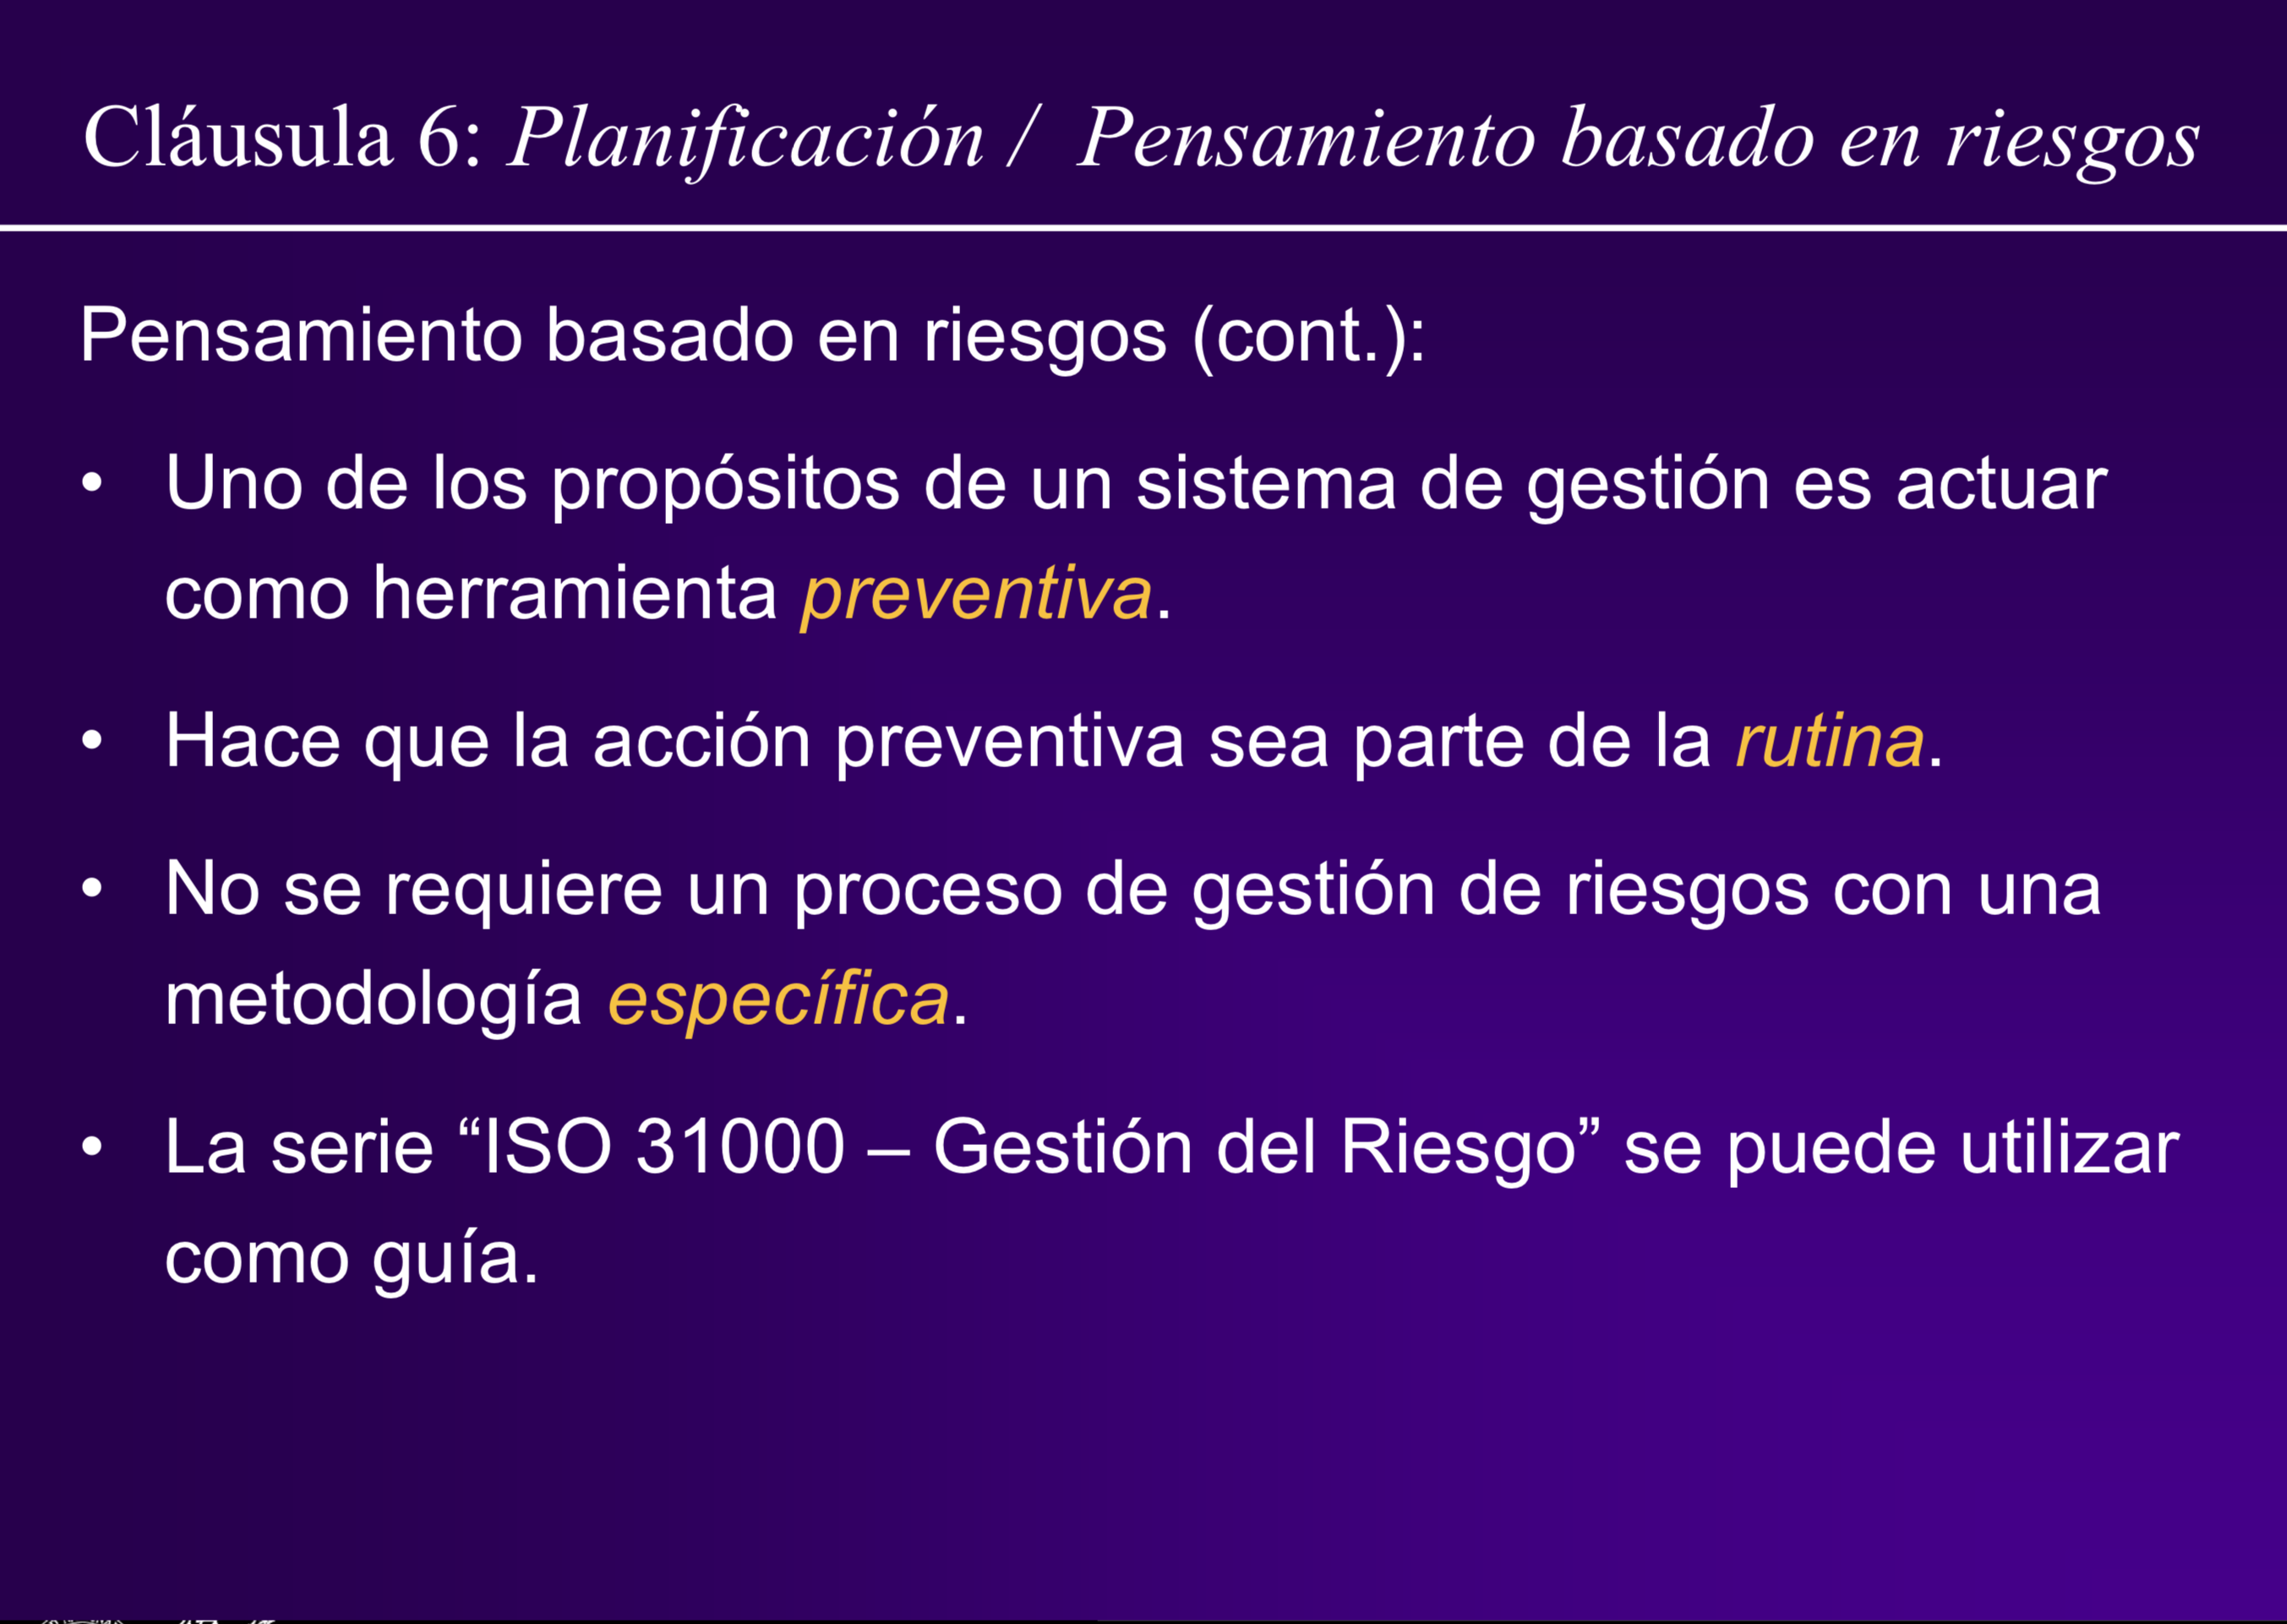 Cláusula 6: Planificación / Pensamiento basado en riesgos
Pensamiento basado en riesgos (cont.):
• Uno de los propósitos de un sistema de gestión es actuar
como herramienta preventiva.
• Hace que la acción preventiva sea parte de la rutina.
• No se requiere un proceso de gestión de riesgos con una
metodología específica.
• La serie “ISO 31000 – Gestión del Riesgo” se puede utilizar
como guía.